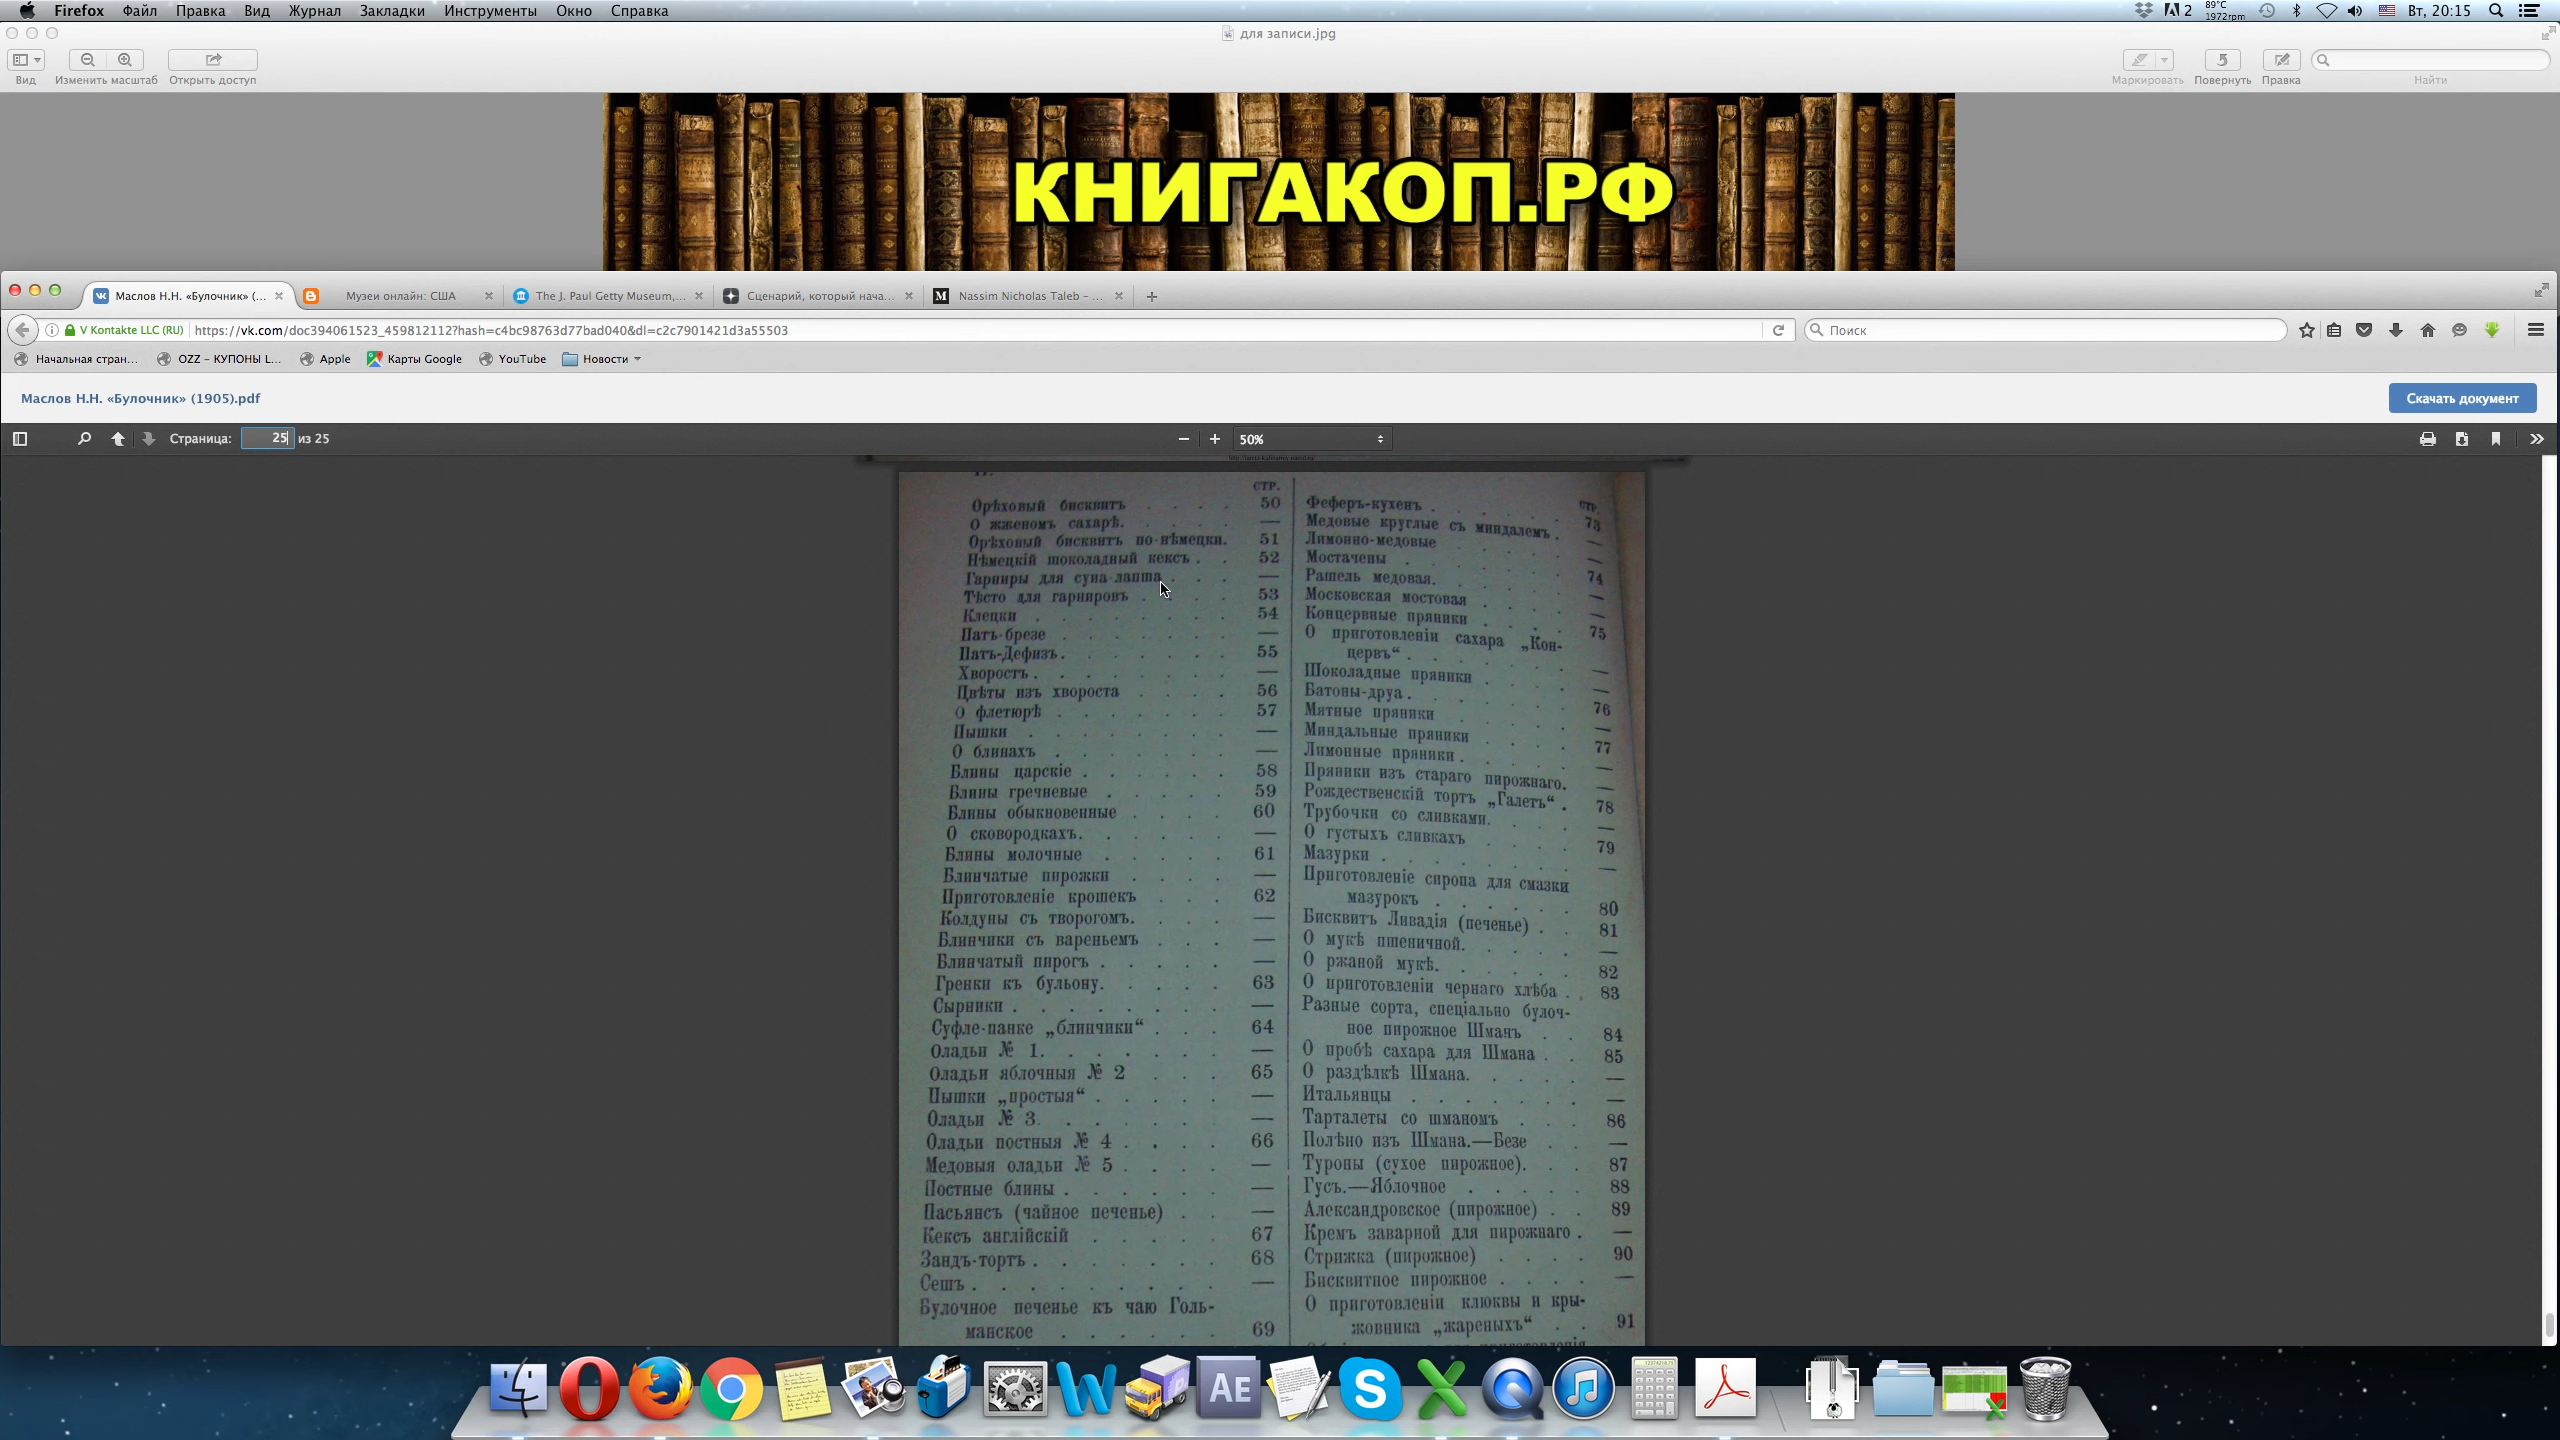 Firefox Файл Правка Вид Журнал Закладки Инструменты Окно Справка
2 89°C 1972rpm Вт, 20:15
для записи.jpg
Вид Изменить масштаб Открыть доступ Маркировать Повернуть Правка Найти
КНИГАКОП.РФ
Маслов Н.Н. «Булочник» (... Музеи онлайн: США The J. Paul Getty Museum,... Сценарий, который нача... Nassim Nicholas Taleb – ...
V Kontakte LLC (RU) https://vk.com/doc394061523_459812112?hash=c4bc98763d77bad040&dl=c2c7901421d3a55503 Поиск
Начальная стран... OZZ – КУПОНЫ L... Apple Карты Google YouTube Новости
Маслов Н.Н. «Булочник» (1905).pdf Скачать документ
Страница: 25 из 25 50%
СТР.
Орѣховый бисквитъ . . . . 50
О жженомъ сахарѣ. . . . . —
Орѣховый бисквитъ по-нѣмецки. 51
Нѣмецкій шоколадный кексъ . . 52
Гарниры для супа-лапша . . . —
Тѣсто для гарнировъ . . . . 53
Клецки . . . . . . . 54
Патъ-брезе . . . . . . —
Патъ-Дефизъ. . . . . . . 55
Хворостъ . . . . . . . —
Цвѣты изъ хвороста . . . . 56
О флетюрѣ . . . . . . 57
Пышки . . . . . . . —
О блинахъ . . . . . . —
Блины царскіе . . . . . . 58
Блины гречневые . . . . . 59
Блины обыкновенные . . . . 60
О сковородкахъ. . . . . . —
Блины молочные . . . . . 61
Блинчатые пирожки . . . . —
Приготовленіе крошекъ . . . 62
Колдуны съ творогомъ. . . . —
Блинчики съ вареньемъ . . . —
Блинчатый пирогъ . . . . . —
Гренки къ бульону. . . . . 63
Сырники . . . . . . . . —
Суфле-панке „блинчики“ . . . 64
Оладьи № 1. . . . . . . —
Оладьи яблочныя № 2 . . . 65
Пышки „простыя“ . . . . . —
Оладьи № 3. . . . . . . —
Оладьи постныя № 4 . . . . 66
Медовыя оладьи № 5 . . . . —
Постные блины . . . . . . —
Пасьянсъ (чайное печенье) . . —
Кексъ англійскій . . . . . 67
Зандъ-тортъ . . . . . . . 68
Сешъ . . . . . . . . . —
Булочное печенье къ чаю Голь-
манское . . . . . . 69
СТР.
Феферъ-кухенъ . . . . . . 73
Медовые круглые съ миндалемъ . —
Лимонно-медовые . . . . . —
Мостачены . . . . . . . 74
Рашель медовая. . . . . . —
Московская мостовая . . . . —
Концервные пряники . . . . 75
О приготовленіи сахара „Кон-
цервъ“ . . . . . . . —
Шоколадные пряники . . . . —
Батоны-друа . . . . . . . 76
Мятные пряники . . . . . —
Миндальные пряники . . . . 77
Лимонные пряники . . . . . —
Пряники изъ стараго пирожнаго. —
Рождественскій тортъ „Галетъ“ . 78
Трубочки со сливками. . . . —
О густыхъ сливкахъ . . . . 79
Мазурки . . . . . . . . —
Приготовленіе сиропа для смазки
мазурокъ . . . . . . 80
Бисквитъ Ливадія (печенье) . . 81
О мукѣ пшеничной. . . . . —
О ржаной мукѣ. . . . . . 82
О приготовленіи чернаго хлѣба . . 83
Разные сорта, спеціально булоч-
ное пирожное Шманъ . . 84
О пробѣ сахара для Шмана . . 85
О раздѣлкѣ Шмана. . . . . —
Итальянцы . . . . . . . —
Тарталеты со шманомъ . . . 86
Полѣно изъ Шмана.—Безе . . —
Туроны (сухое пирожное). . . 87
Гусъ.—Яблочное . . . . . 88
Александровское (пирожное) . . 89
Кремъ заварной для пирожнаго . —
Стрижка (пирожное) . . . . 90
Бисквитное пирожное . . . . —
О приготовленіи клюквы и кры-
жовника „жареныхъ“ . . 91